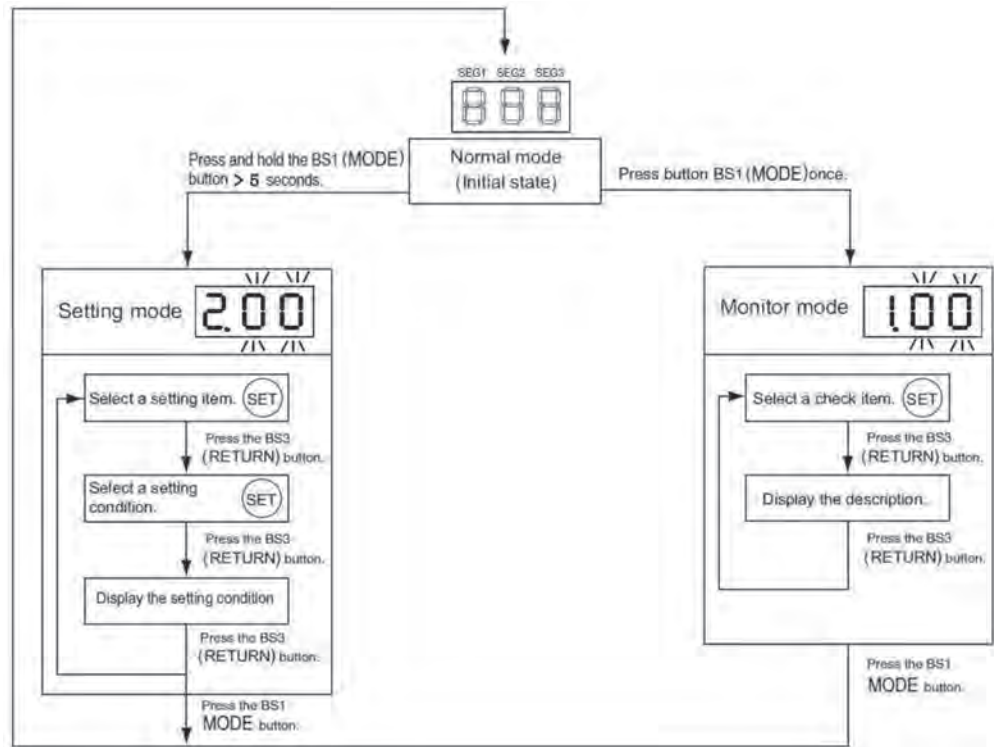 SEG1 SEG2 SEG3
888
Normal mode
(Initial state)
Press and hold the BS1 (MODE)
button > 5 seconds.
Press button BS1 (MODE)once.
Setting mode 2.00
Select a setting item. SET
Press the BS3
(RETURN) button.
Select a setting
condition. SET
Press the BS3
(RETURN) button.
Display the setting condition
Press the BS3
(RETURN) button.
Press the BS1
MODE button.
Monitor mode 1.00
Select a check item. SET
Press the BS3
(RETURN) button.
Display the description.
Press the BS3
(RETURN) button.
Press the BS1
MODE button.